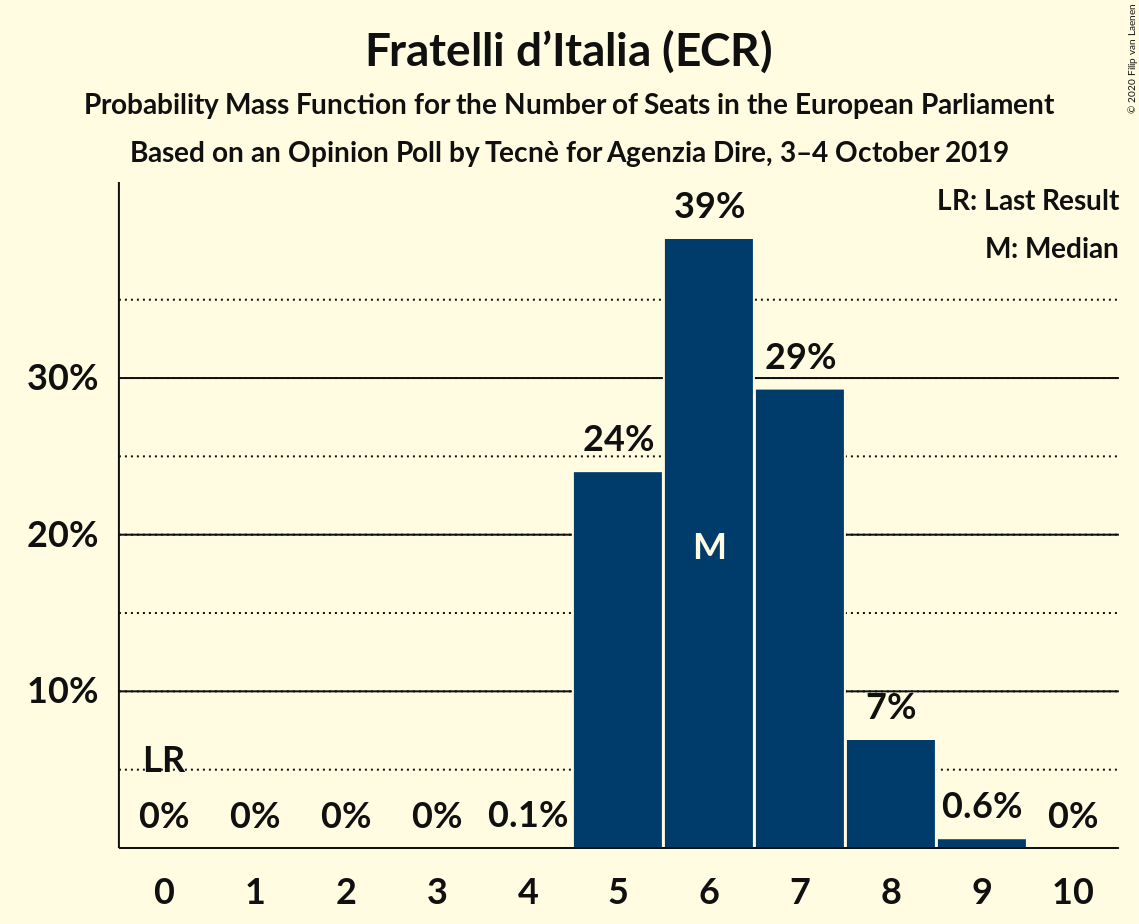 Fratelli d’Italia (ECR)
Probability Mass Function for the Number of Seats in the European Parliament
Based on an Opinion Poll by Tecnè for Agenzia Dire, 3–4 October 2019
© 2020 Filip van Laenen
LR: Last Result
M: Median
39%
29%
24%
30%
20%
10%
M
7%
LR
0% 0% 0% 0% 0.1% 0.6% 0%
0 1 2 3 4 5 6 7 8 9 10